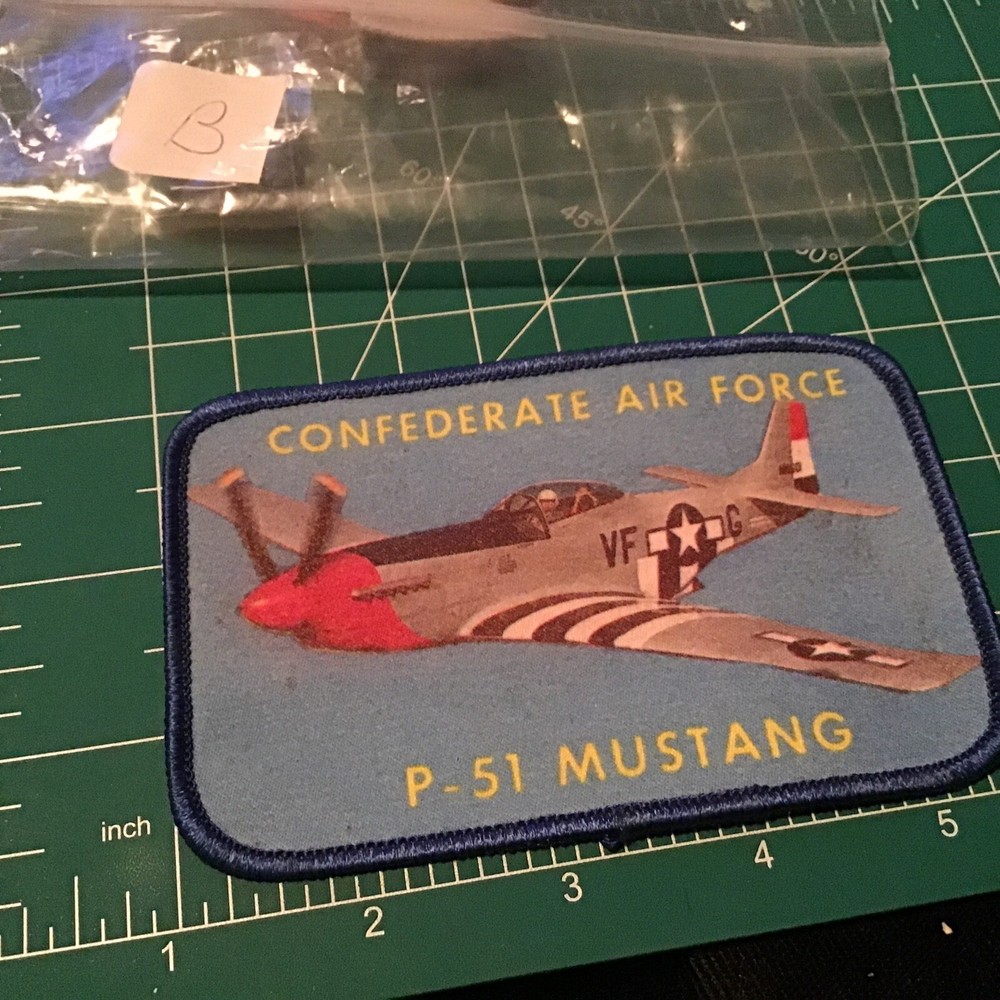 B
60°
45°
30°
CONFEDERATE AIR FORCE
VF G
P-51 MUSTANG
inch
1 2 3 4 5